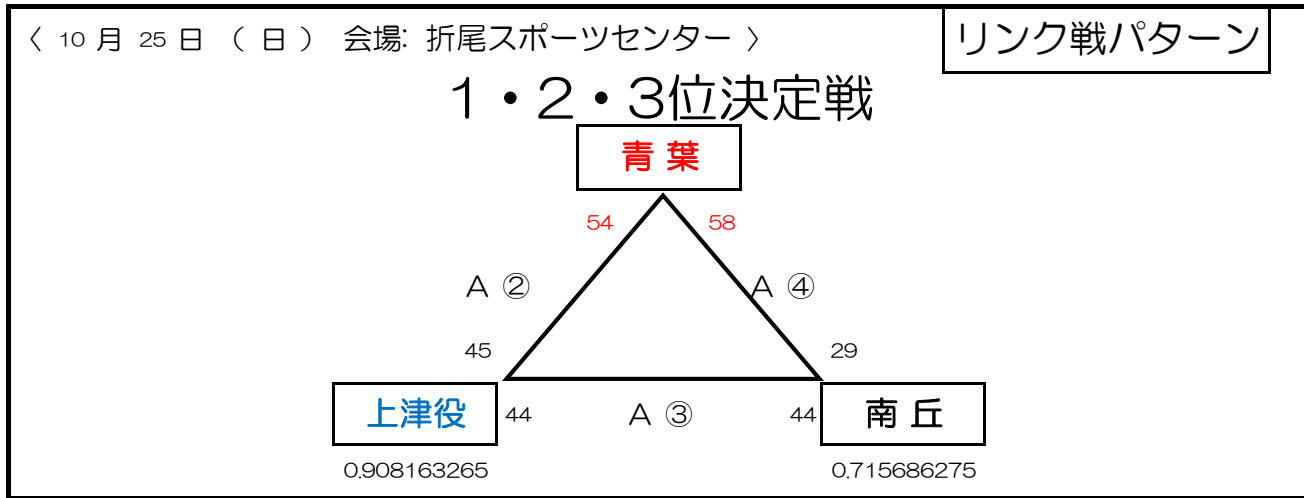 〈 10 月 25 日 （ 日 ） 会場: 折尾スポーツセンター 〉
リンク戦パターン
１・２・３位決定戦
青 葉
54 58
A ② A ④
45 29
上津役 44 A ③ 44 南 丘
0.908163265 0.715686275